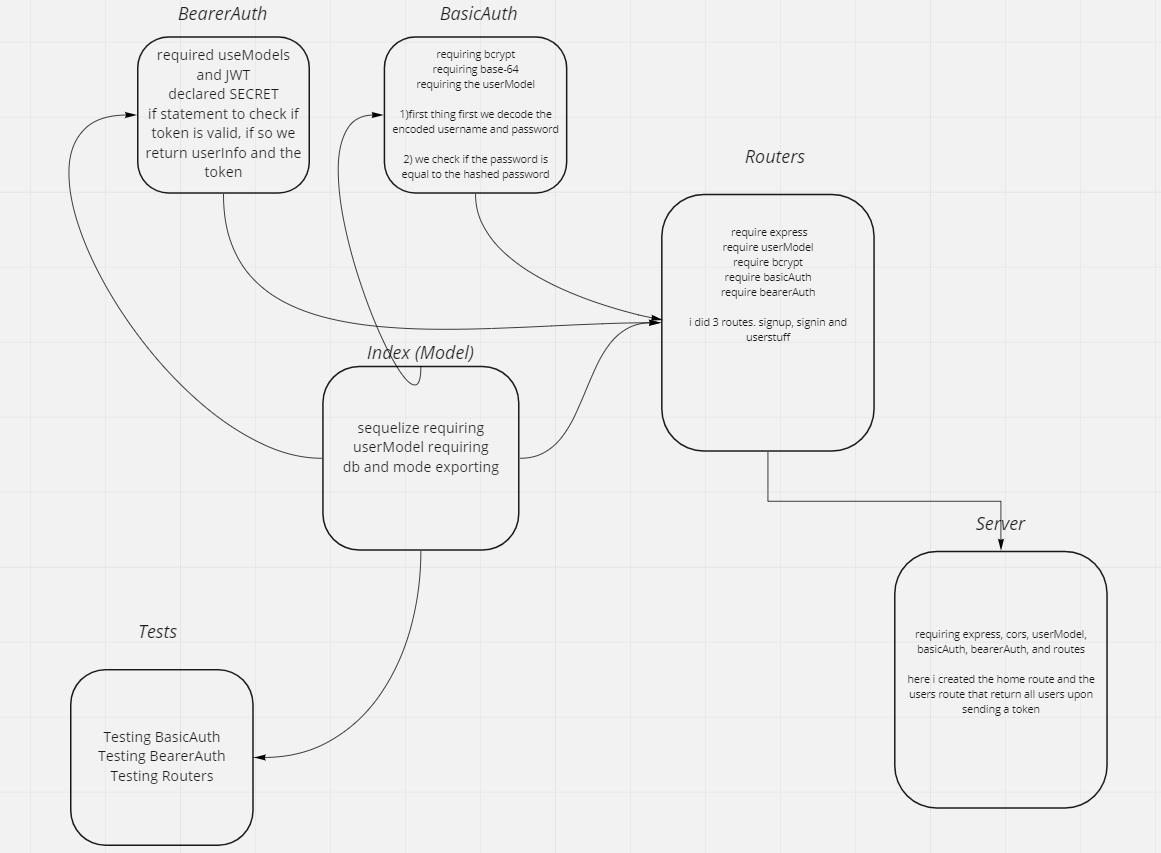 BearerAuth
required useModels
and JWT
declared SECRET
if statement to check if
token is valid, if so we
return userInfo and the
token
BasicAuth
requiring bcrypt
requiring base-64
requiring the userModel
1)first thing first we decode the
encoded username and password
2) we check if the password is
equal to the hashed password
Routers
require express
require userModel
require bcrypt
require basicAuth
require bearerAuth
i did 3 routes. signup, signin and
userstuff
Index (Model)
sequelize requiring
userModel requiring
db and mode exporting
Server
requiring express, cors, userModel,
basicAuth, bearerAuth, and routes
here i created the home route and the
users route that return all users upon
sending a token
Tests
Testing BasicAuth
Testing BearerAuth
Testing Routers